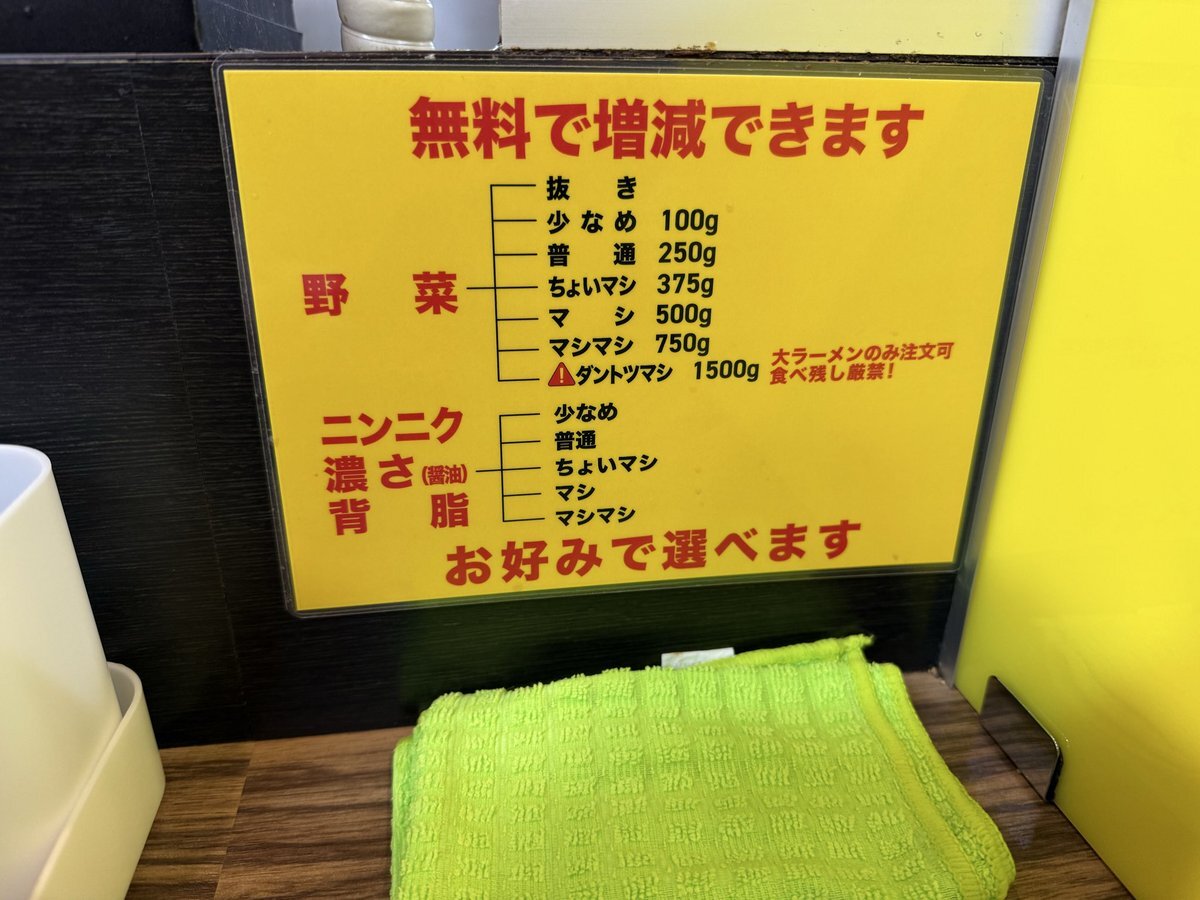 無料で増減できます
野菜
抜き
少なめ 100g
普通 250g
ちょいマシ 375g
マシ 500g
マシマシ 750g
ダントツマシ 1500g 大ラーメンのみ注文可
食べ残し厳禁！
ニンニク
濃さ(醤油)
背脂
少なめ
普通
ちょいマシ
マシ
マシマシ
お好みで選べます